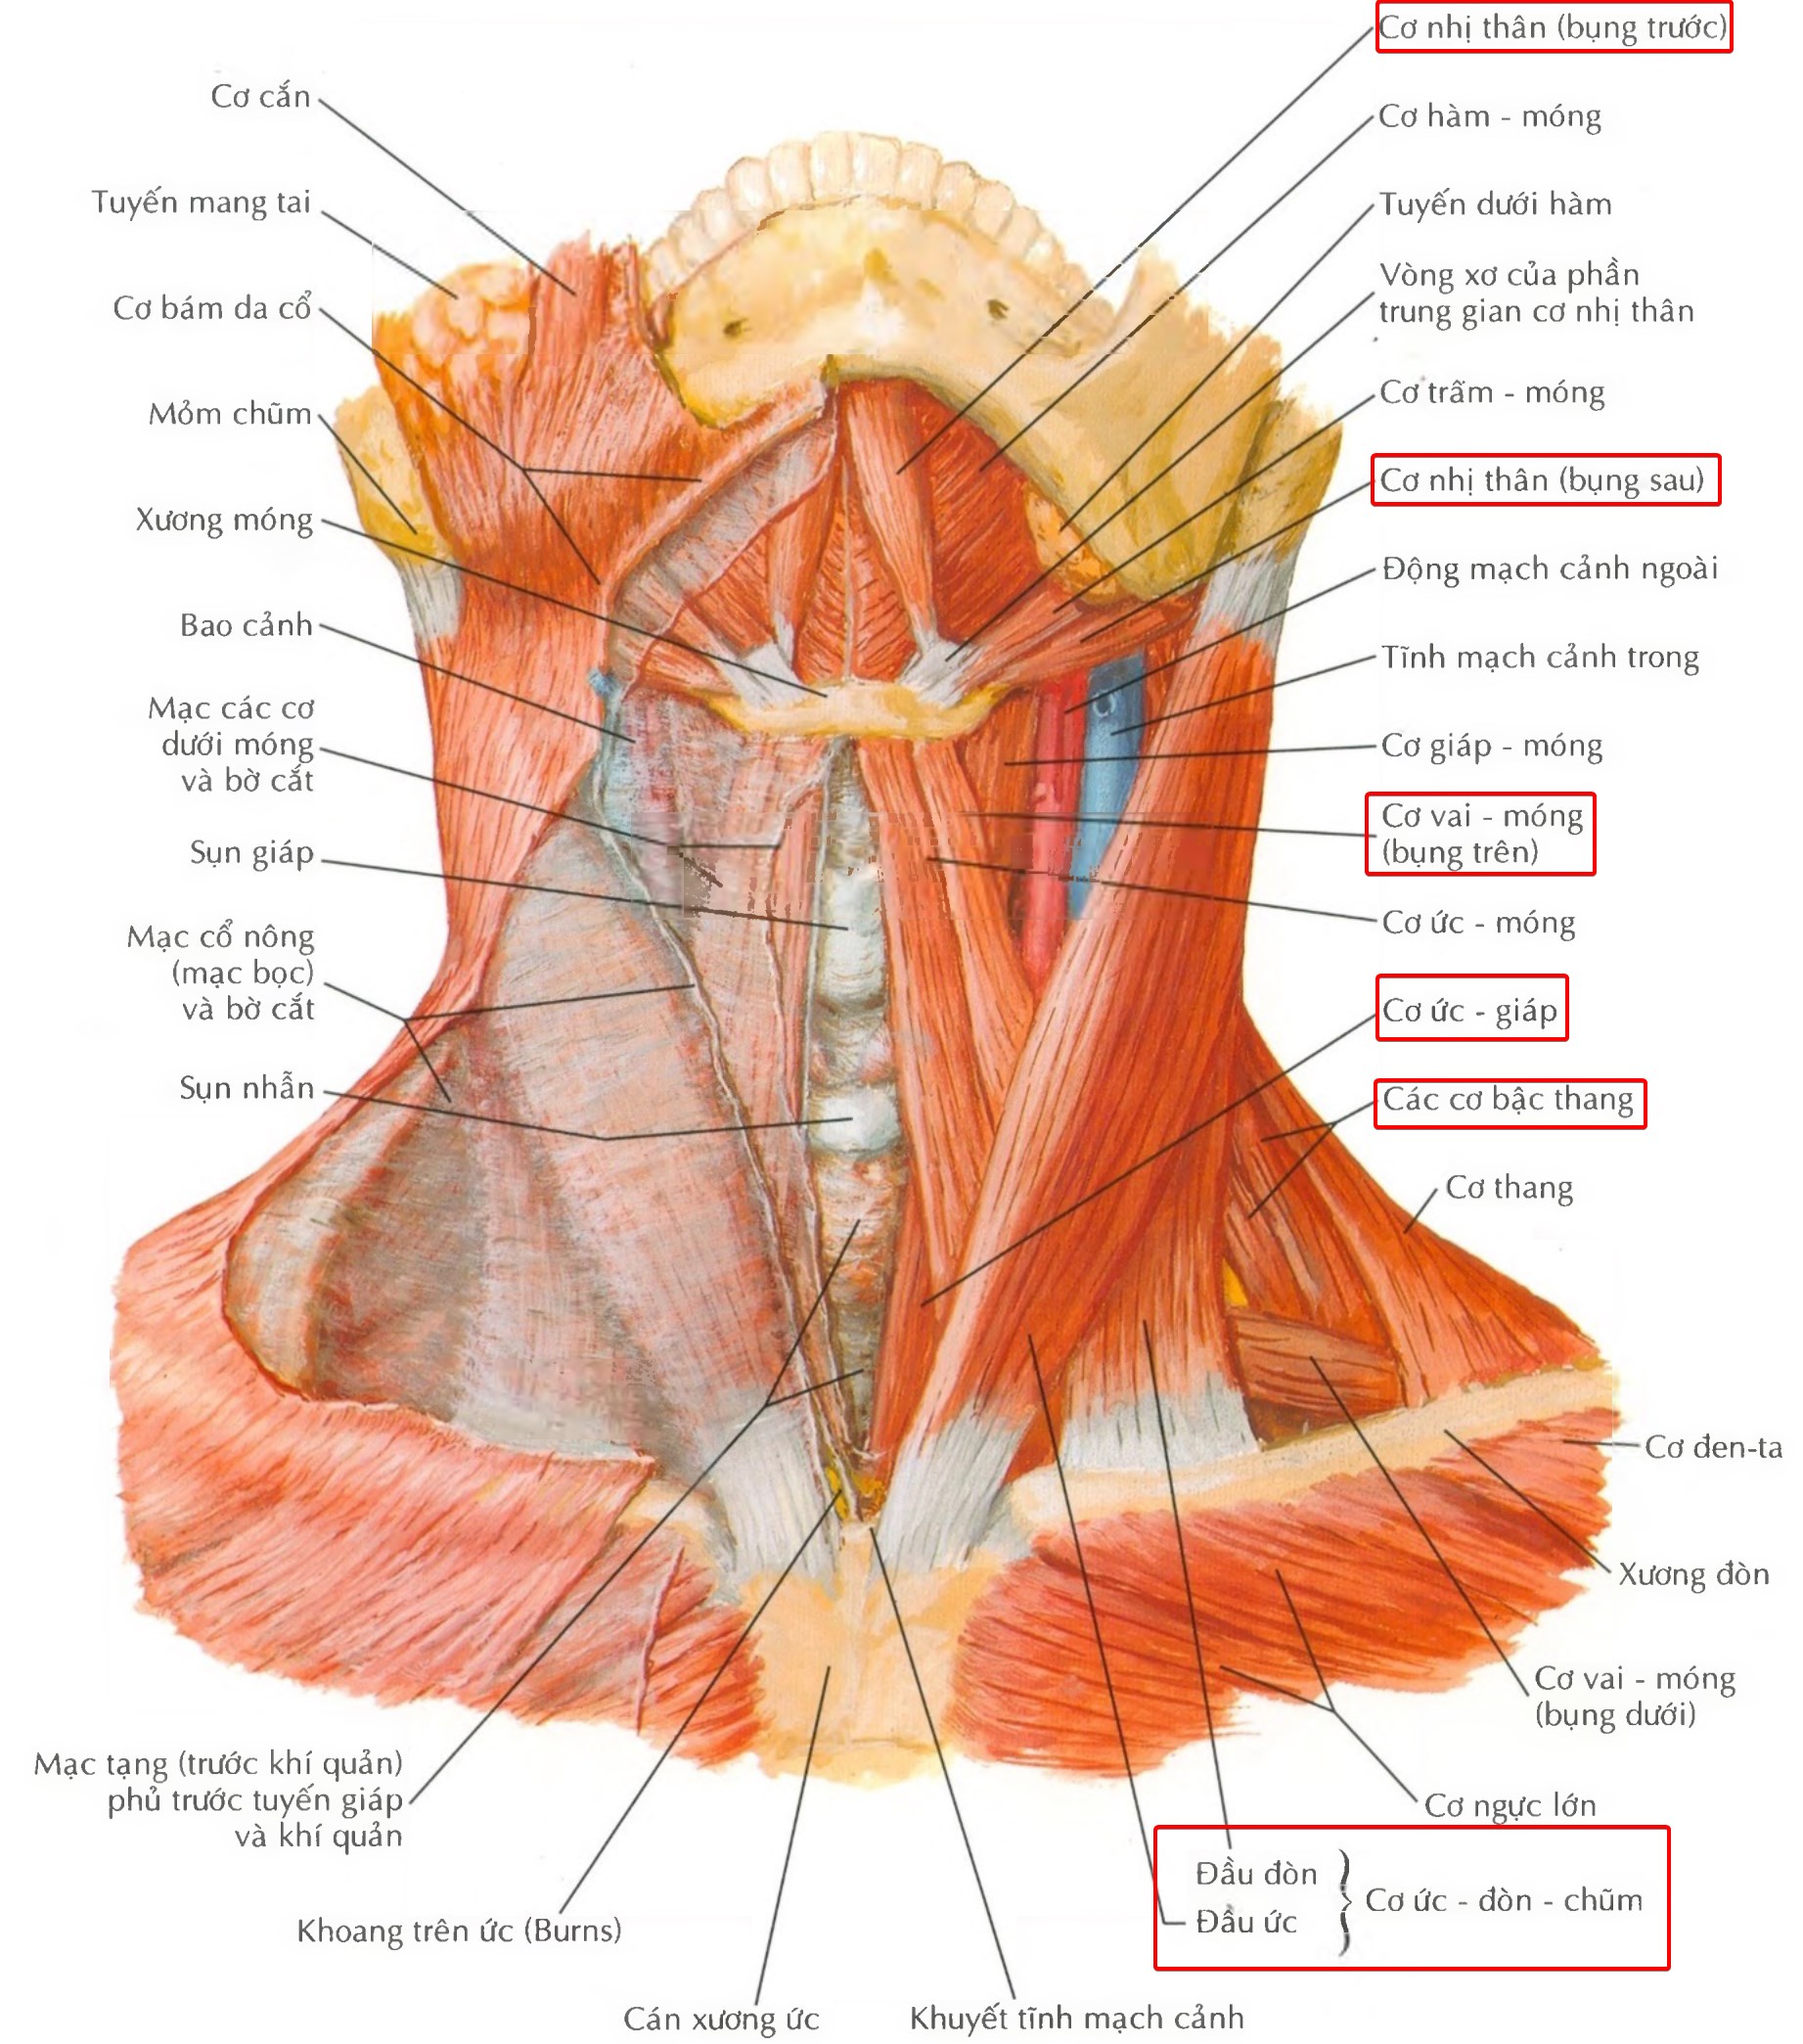 Cơ cắn
Tuyến mang tai
Cơ bám da cổ
Mỏm chũm
Xương móng
Bao cảnh
Mạc các cơ
dưới móng
và bờ cắt
Sụn giáp
Mạc cổ nông
(mạc bọc)
và bờ cắt
Sụn nhẫn
Mạc tạng (trước khí quản)
phủ trước tuyến giáp
và khí quản
Khoang trên ức (Burns)
Cán xương ức
Khuyết tĩnh mạch cảnh
Cơ nhị thân (bụng trước)
Cơ hàm - móng
Tuyến dưới hàm
Vòng xơ của phần
trung gian cơ nhị thân
Cơ trấm - móng
Cơ nhị thân (bụng sau)
Động mạch cảnh ngoài
Tĩnh mạch cảnh trong
Cơ giáp - móng
Cơ vai - móng
(bụng trên)
Cơ ức - móng
Cơ ức - giáp
Các cơ bậc thang
Cơ thang
Cơ đen-ta
Xương đòn
Cơ vai - móng
(bụng dưới)
Cơ ngực lớn
Đầu đòn
Đầu ức
Cơ ức - đòn - chũm